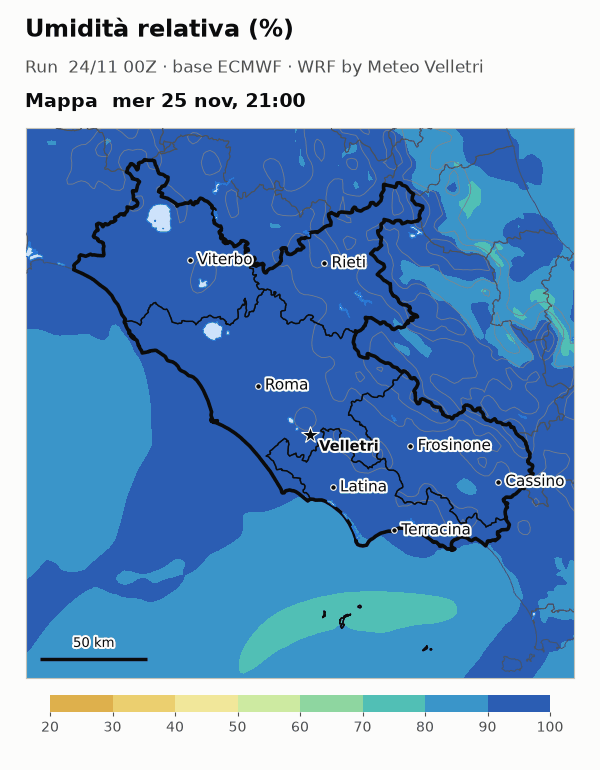 Umidità relativa (%)
Run  24/11 00Z · base ECMWF · WRF by Meteo Velletri
Mappa  mer 25 nov, 21:00
Viterbo
Rieti
Roma
Velletri
Frosinone
Latina
Cassino
Terracina
50 km
20 30 40 50 60 70 80 90 100